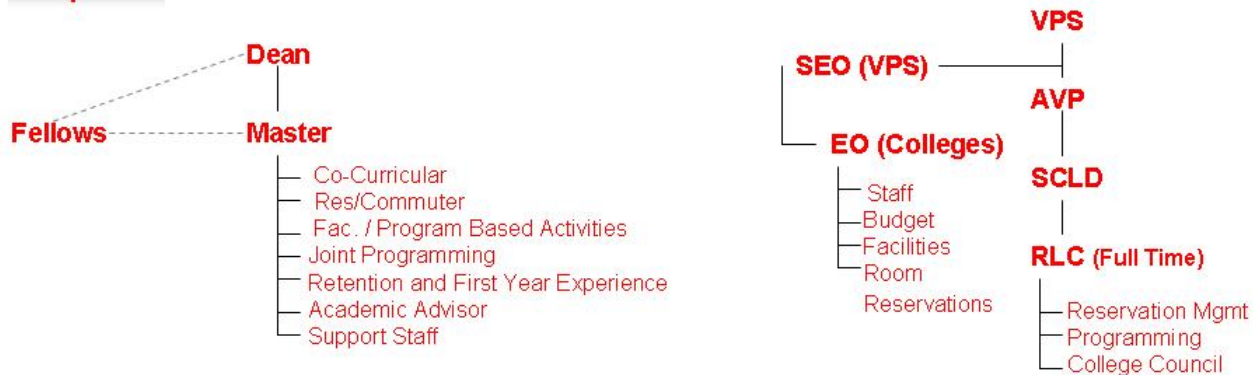 Dean
Fellows
Master
Co-Curricular
Res/Commuter
Fac. / Program Based Activities
Joint Programming
Retention and First Year Experience
Academic Advisor
Support Staff
VPS
SEO (VPS)
AVP
EO (Colleges)
Staff
Budget
Facilities
Room
Reservations
SCLD
RLC (Full Time)
Reservation Mgmt
Programming
College Council